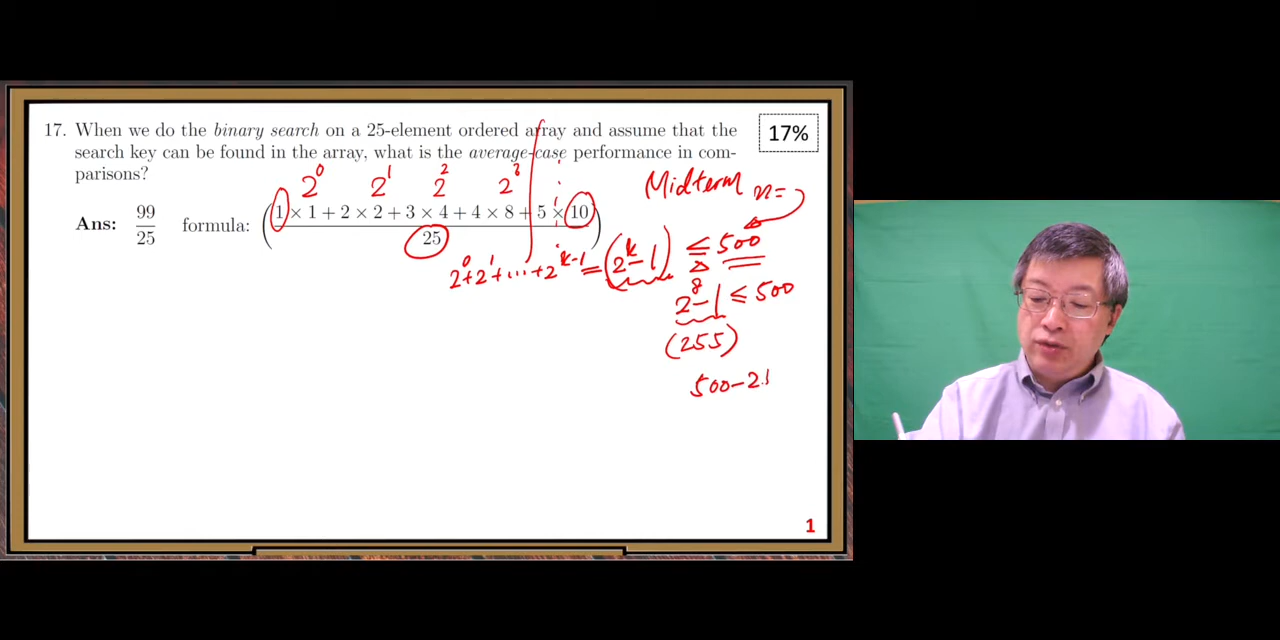 17. When we do the binary search on a 25-element ordered array and assume that the
search key can be found in the array, what is the average-case performance in com-
parisons?
17%
2^0 2^1 2^2 2^3
Midterm n=
Ans: 99/25 formula: ( (1 × 1 + 2 × 2 + 3 × 4 + 4 × 8 + 5 × 10) / 25 )
2^0+2^1+...+2^{k-1} = (2^k - 1) ≤ 500
2^8 - 1 ≤ 500
(255)
500-2
1